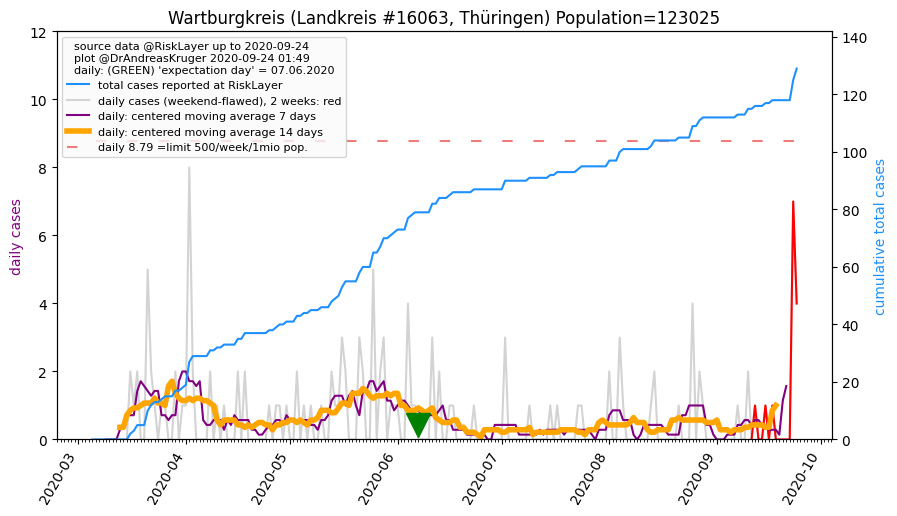 Wartburgkreis (Landkreis #16063, Thüringen) Population=123025
source data @RiskLayer up to 2020-09-24
plot @DrAndreasKruger 2020-09-24 01:49
daily: (GREEN) 'expectation day' = 07.06.2020
total cases reported at RiskLayer
daily cases (weekend-flawed), 2 weeks: red
daily: centered moving average 7 days
daily: centered moving average 14 days
daily 8.79 =limit 500/week/1mio pop.
daily cases
12
10
8
6
4
2
0
cumulative total cases
140
120
100
80
60
40
20
0
2020-03
2020-04
2020-05
2020-06
2020-07
2020-08
2020-09
2020-10